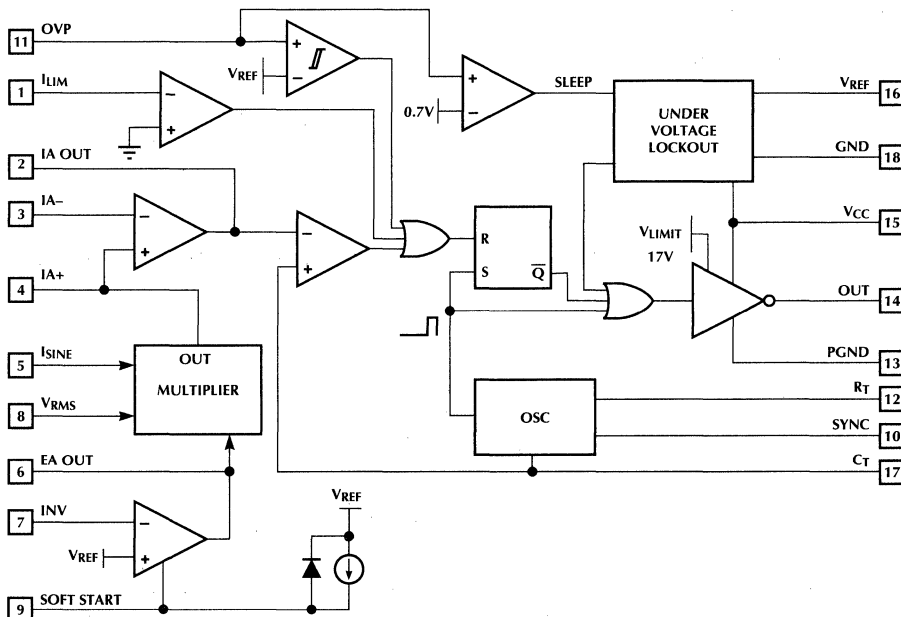 11 OVP
1 ILIM
2 IA OUT
3 IA–
4 IA+
5 ISINE
8 VRMS
6 EA OUT
7 INV
9 SOFT START
VREF
+
–
–
+
+
–
0.7V
SLEEP
UNDER
VOLTAGE
LOCKOUT
VREF 16
GND 18
VCC 15
OUT 14
PGND 13
RT 12
SYNC 10
CT 17
–
+
–
+
R
S
Q̅
VLIMIT
17V
OUT
MULTIPLIER
OSC
VREF
–
+
VREF